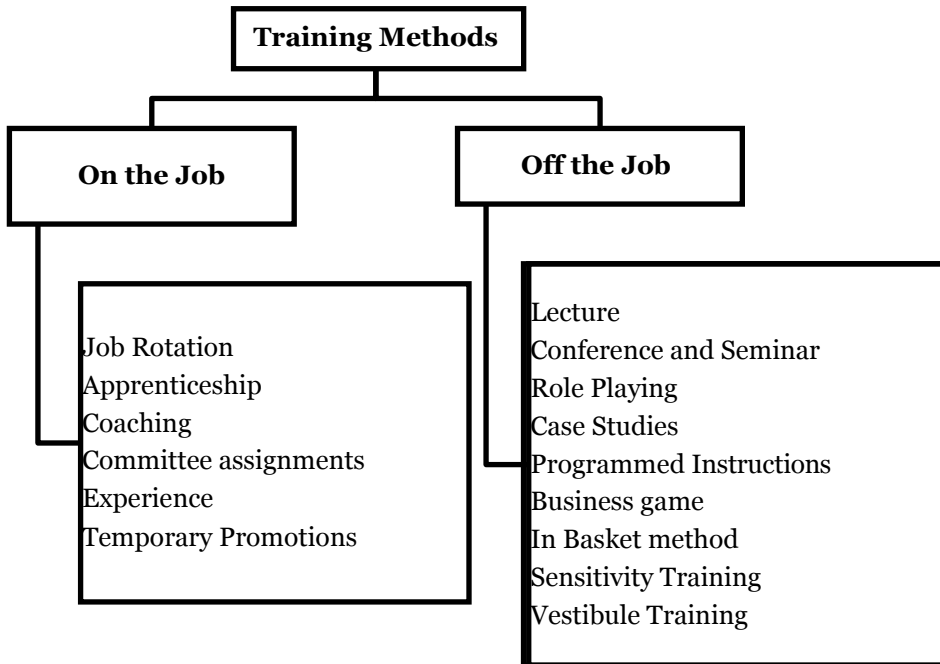 Training Methods
On the Job
Off the Job
Job Rotation
Apprenticeship
Coaching
Committee assignments
Experience
Temporary Promotions
Lecture
Conference and Seminar
Role Playing
Case Studies
Programmed Instructions
Business game
In Basket method
Sensitivity Training
Vestibule Training